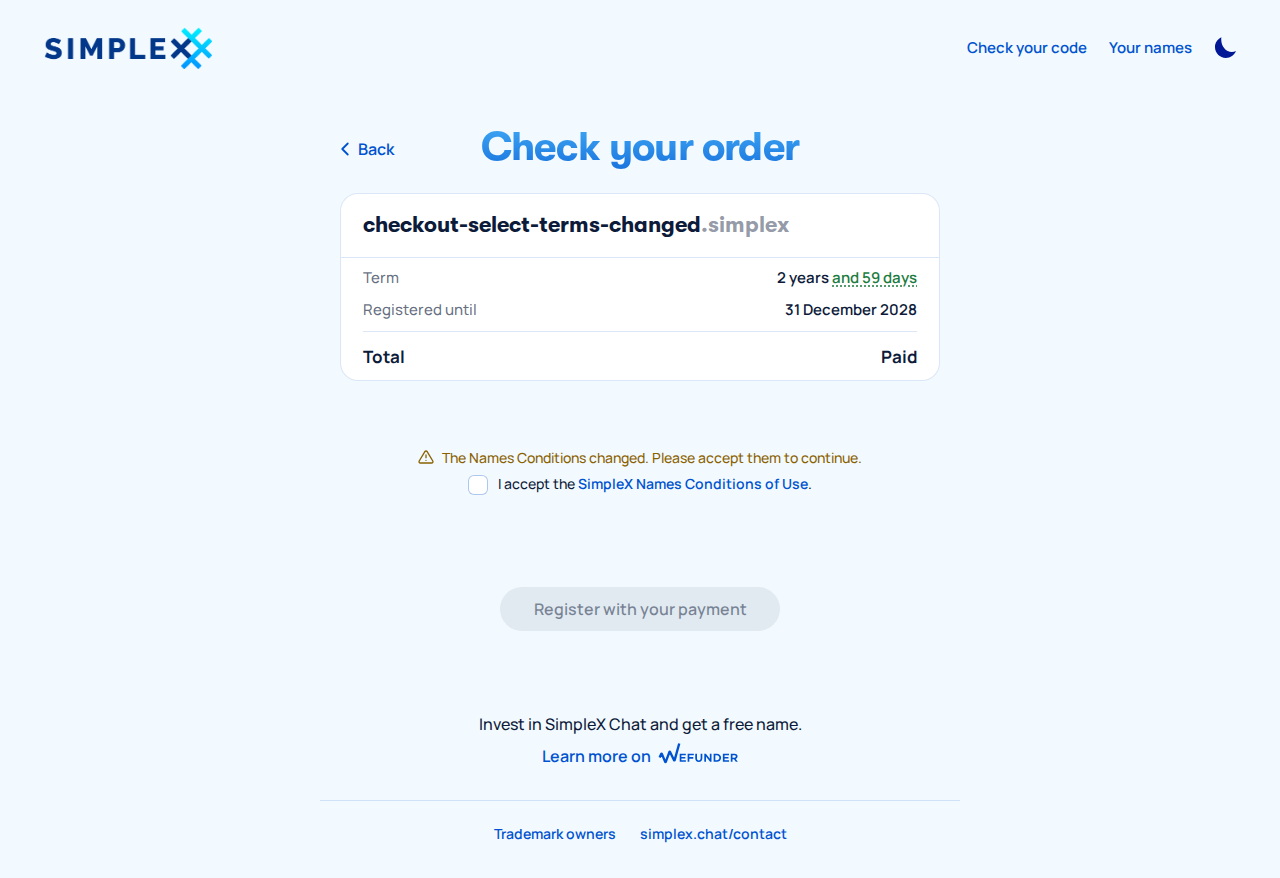 SIMPLEX
Check your code
Your names
Back
Check your order
checkout-select-terms-changed.simplex
Term
2 years and 59 days
Registered until
31 December 2028
Total
Paid
The Names Conditions changed. Please accept them to continue.
I accept the SimpleX Names Conditions of Use.
Register with your payment
Invest in SimpleX Chat and get a free name.
Learn more on WEFUNDER
Trademark owners
simplex.chat/contact